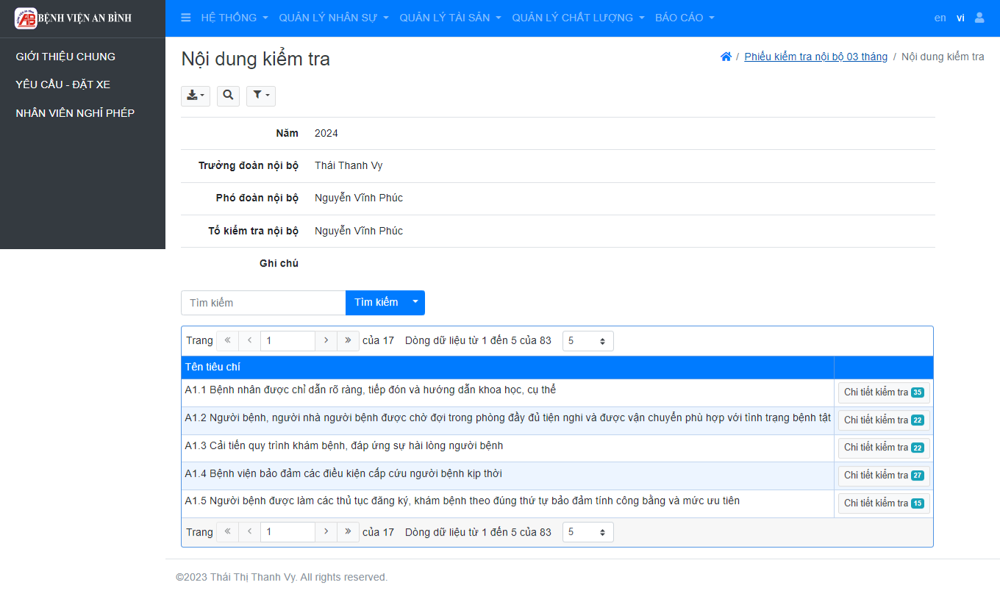 BỆNH VIỆN AN BÌNH
HỆ THỐNG QUẢN LÝ NHÂN SỰ QUẢN LÝ TÀI SẢN QUẢN LÝ CHẤT LƯỢNG BÁO CÁO en vi
GIỚI THIỆU CHUNG
YÊU CẦU - ĐẶT XE
NHÂN VIÊN NGHỈ PHÉP
Nội dung kiểm tra
/ Phiếu kiểm tra nội bộ 03 tháng / Nội dung kiểm tra
Năm 2024
Trưởng đoàn nội bộ Thái Thanh Vy
Phó đoàn nội bộ Nguyễn Vĩnh Phúc
Tổ kiểm tra nội bộ Nguyễn Vĩnh Phúc
Ghi chú
Tìm kiếm Tìm kiếm
Trang « ‹ 1 › » của 17 Dòng dữ liệu từ 1 đến 5 của 83 5
Tên tiêu chí
A1.1 Bệnh nhân được chỉ dẫn rõ ràng, tiếp đón và hướng dẫn khoa học, cụ thể Chi tiết kiểm tra 35
A1.2 Người bệnh, người nhà người bệnh được chờ đợi trong phòng đầy đủ tiện nghi và được vận chuyển phù hợp với tình trạng bệnh tật Chi tiết kiểm tra 22
A1.3 Cải tiến quy trình khám bệnh, đáp ứng sự hài lòng người bệnh Chi tiết kiểm tra 22
A1.4 Bệnh viện bảo đảm các điều kiện cấp cứu người bệnh kịp thời Chi tiết kiểm tra 27
A1.5 Người bệnh được làm các thủ tục đăng ký, khám bệnh theo đúng thứ tự bảo đảm tính công bằng và mức ưu tiên Chi tiết kiểm tra 15
Trang « ‹ 1 › » của 17 Dòng dữ liệu từ 1 đến 5 của 83 5
©2023 Thái Thị Thanh Vy. All rights reserved.